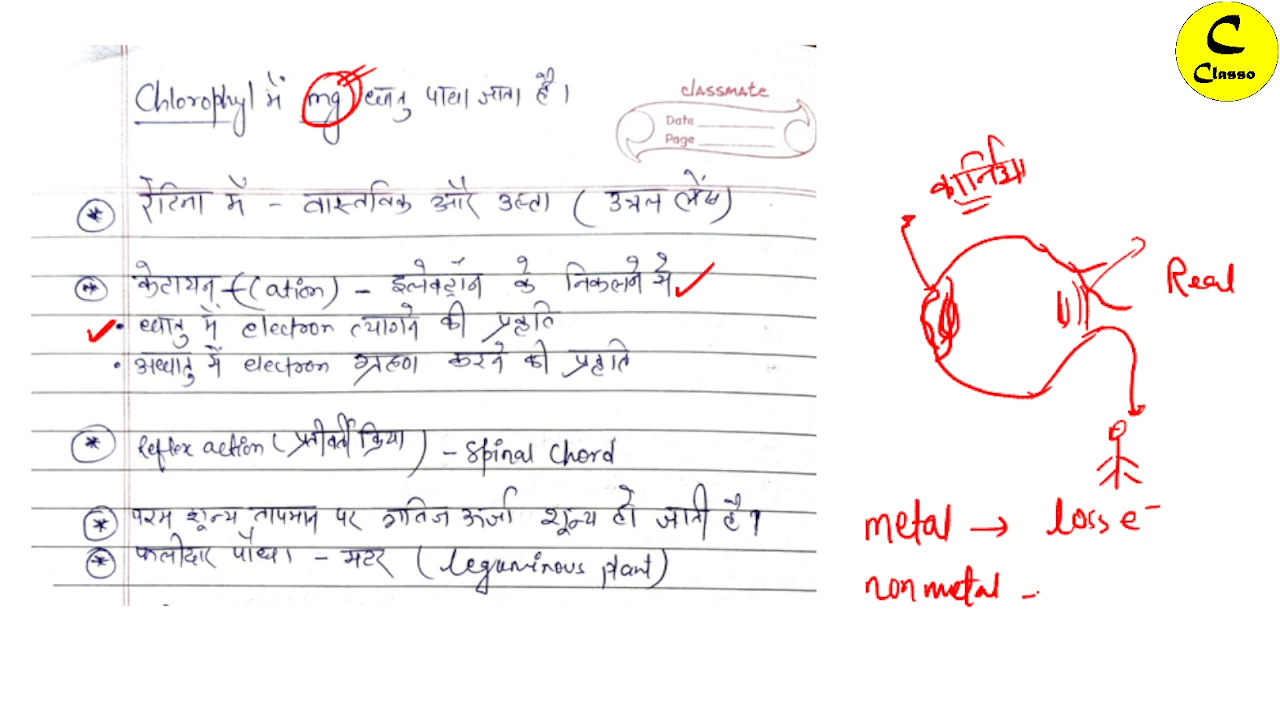 Chlorophyl में mg धातु पाया जाता है।
classmate
Date
Page
रेटिना में - वास्तविक और उल्टा (उत्तल लेंस)
केटायन (Cation) - इलेक्ट्रॉन के निकलने से
• धातु में electron त्यागने की प्रवृति
• अधातु में electron ग्रहण करने की प्रवृति
Reflex action (प्रतीवर्ती क्रिया) - Spinal Chord
परम शून्य तापमान पर गतिज ऊर्जा शून्य हो जाती है।
फलीदार पौधा - मटर (leguminous plant)
C
Classo
कार्निआ
Real
metal → loss e⁻
nonmetal -